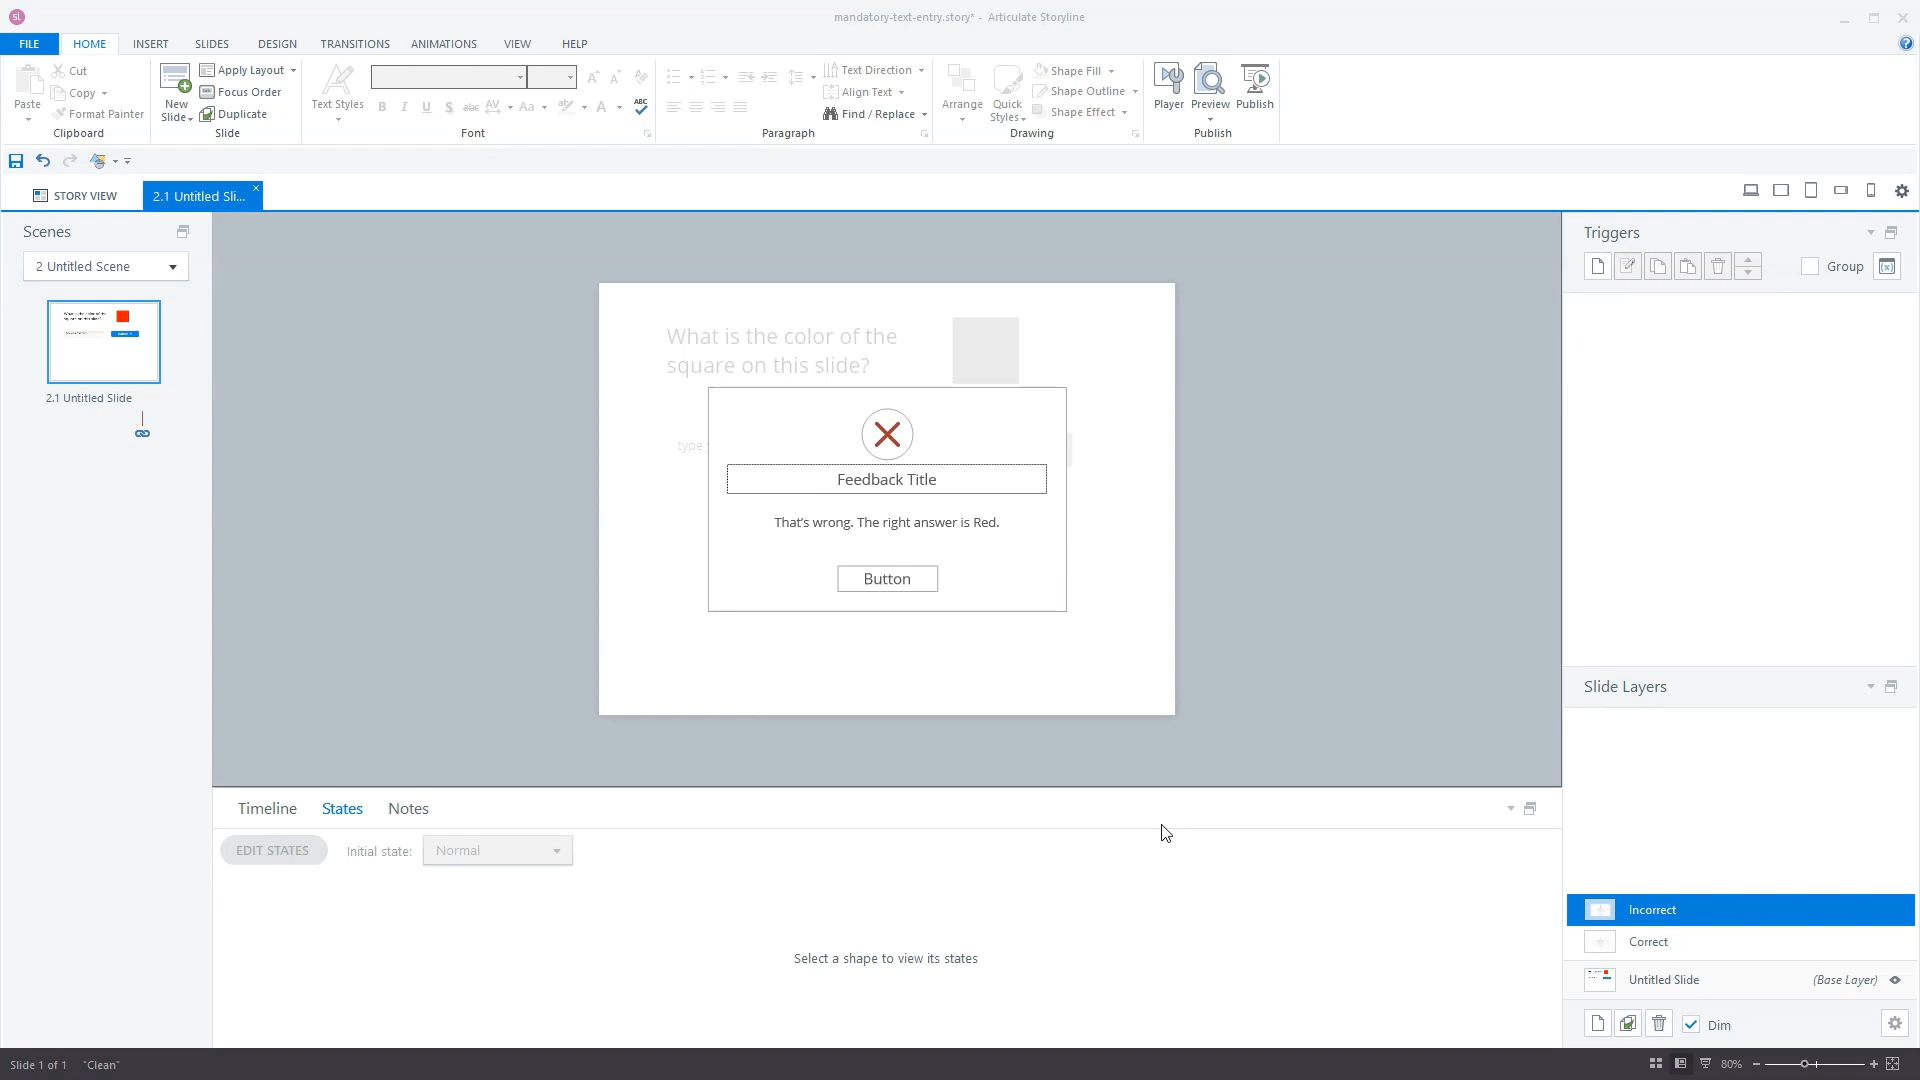 sl
mandatory-text-entry.story* - Articulate Storyline
FILE HOME INSERT SLIDES DESIGN TRANSITIONS ANIMATIONS VIEW HELP
Paste
Cut
Copy
Format Painter
Clipboard
New
Slide
Apply Layout
Focus Order
Duplicate
Slide
Text Styles
B I U S abc AV Aa A ABC
Font
Text Direction
Align Text
Find / Replace
Paragraph
Arrange
Quick
Styles
Shape Fill
Shape Outline
Shape Effect
Drawing
Player Preview Publish
Publish
STORY VIEW
2.1 Untitled Sli...
Scenes
2 Untitled Scene
2.1 Untitled Slide
What is the color of the
square on this slide?
type
Feedback Title
That's wrong. The right answer is Red.
Button
Triggers
Group
Slide Layers
Incorrect
Correct
Untitled Slide (Base Layer)
Dim
Timeline States Notes
EDIT STATES Initial state: Normal
Select a shape to view its states
Slide 1 of 1 "Clean"
80%